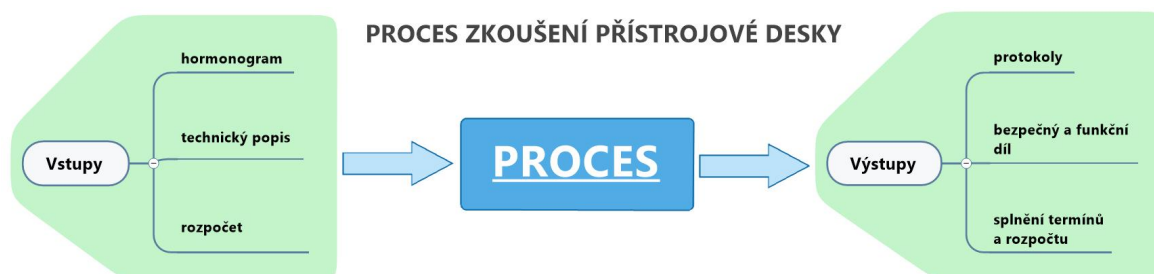 PROCES ZKOUŠENÍ PŘÍSTROJOVÉ DESKY
Vstupy
hormonogram
technický popis
rozpočet
PROCES
Výstupy
protokoly
bezpečný a funkční
díl
splnění termínů
a rozpočtu